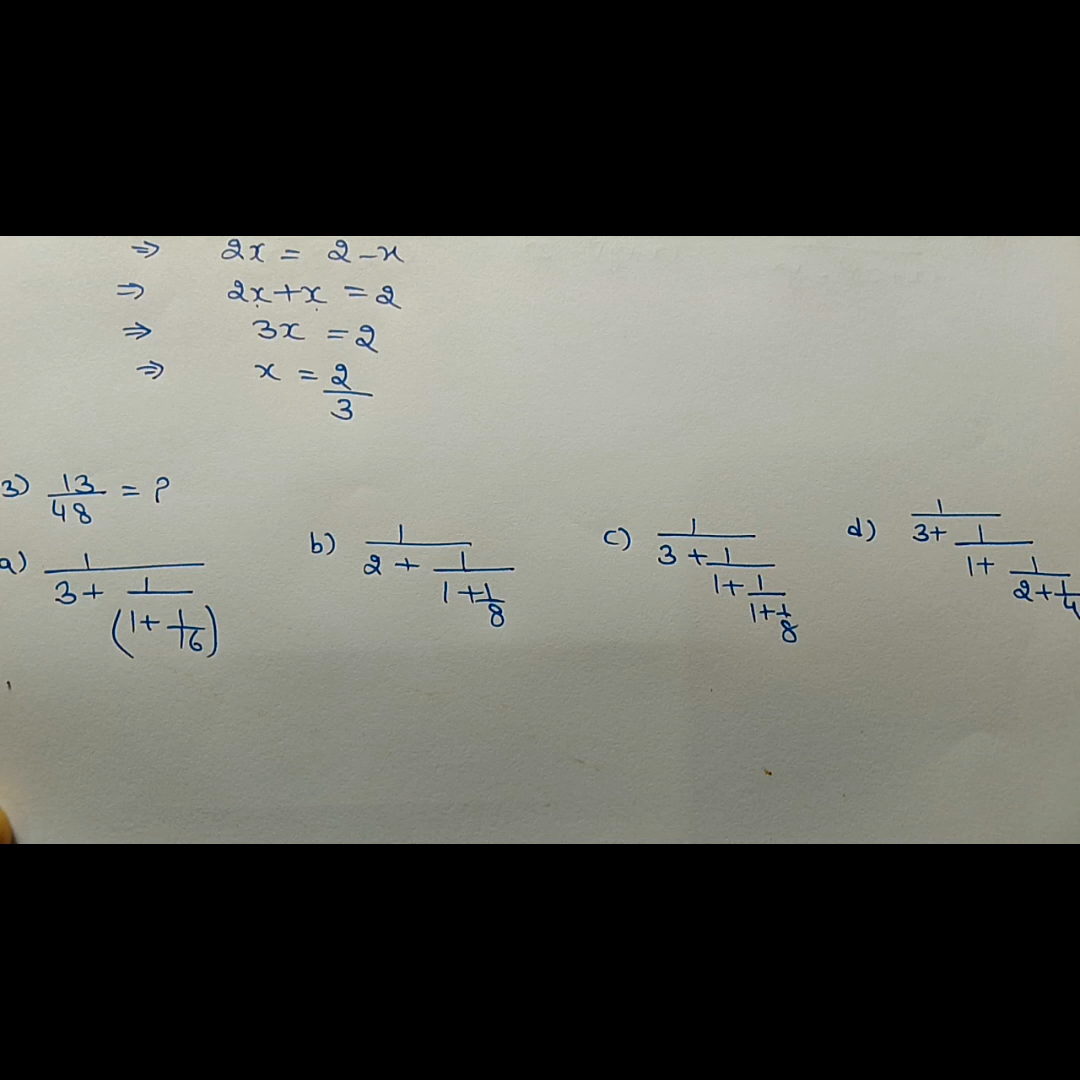 ⇒ 2x = 2 - x
⇒ 2x + x = 2
⇒ 3x = 2
⇒ x = 2/3
3) 13/48 = ?
a) 1/(3 + 1/(1 + 1/16))
b) 1/(2 + 1/(1 + 1/8))
c) 1/(3 + 1/(1 + 1/(1 + 1/8)))
d) 1/(3 + 1/(1 + 1/(2 + 1/4)))